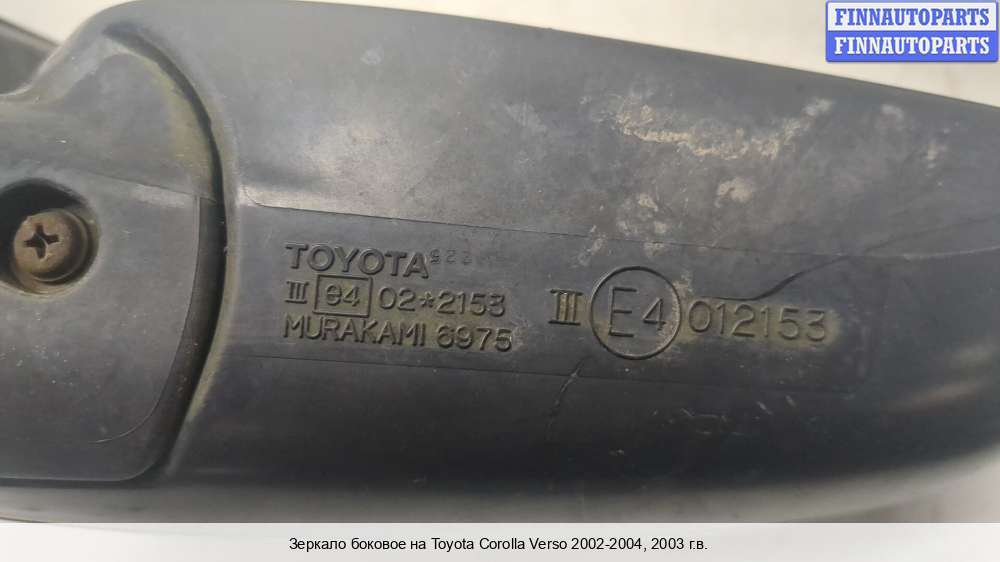 FINNAUTOPARTS
FINNAUTOPARTS
TOYOTA
III e4 02*2153
MURAKAMI 6975
III E4 012153
Зеркало боковое на Toyota Corolla Verso 2002-2004, 2003 г.в.